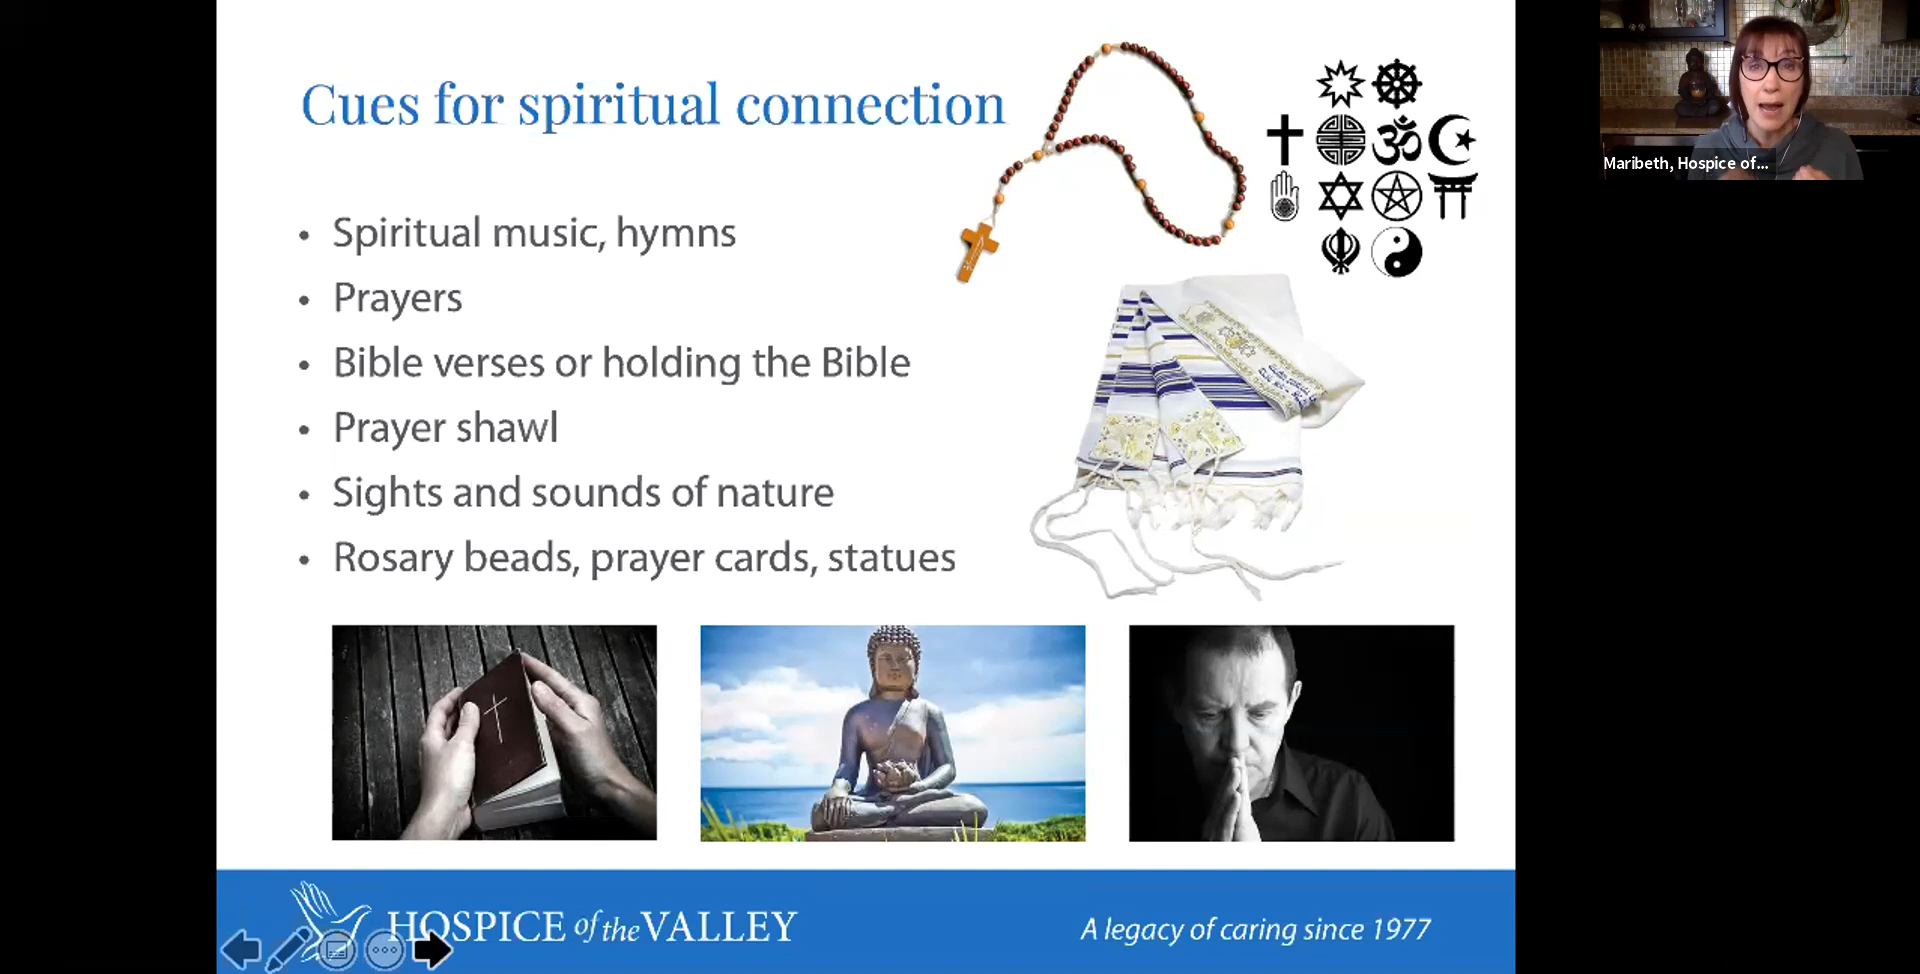 Cues for spiritual connection
• Spiritual music, hymns
• Prayers
• Bible verses or holding the Bible
• Prayer shawl
• Sights and sounds of nature
• Rosary beads, prayer cards, statues
HOSPICE of the VALLEY
A legacy of caring since 1977
Maribeth, Hospice of...